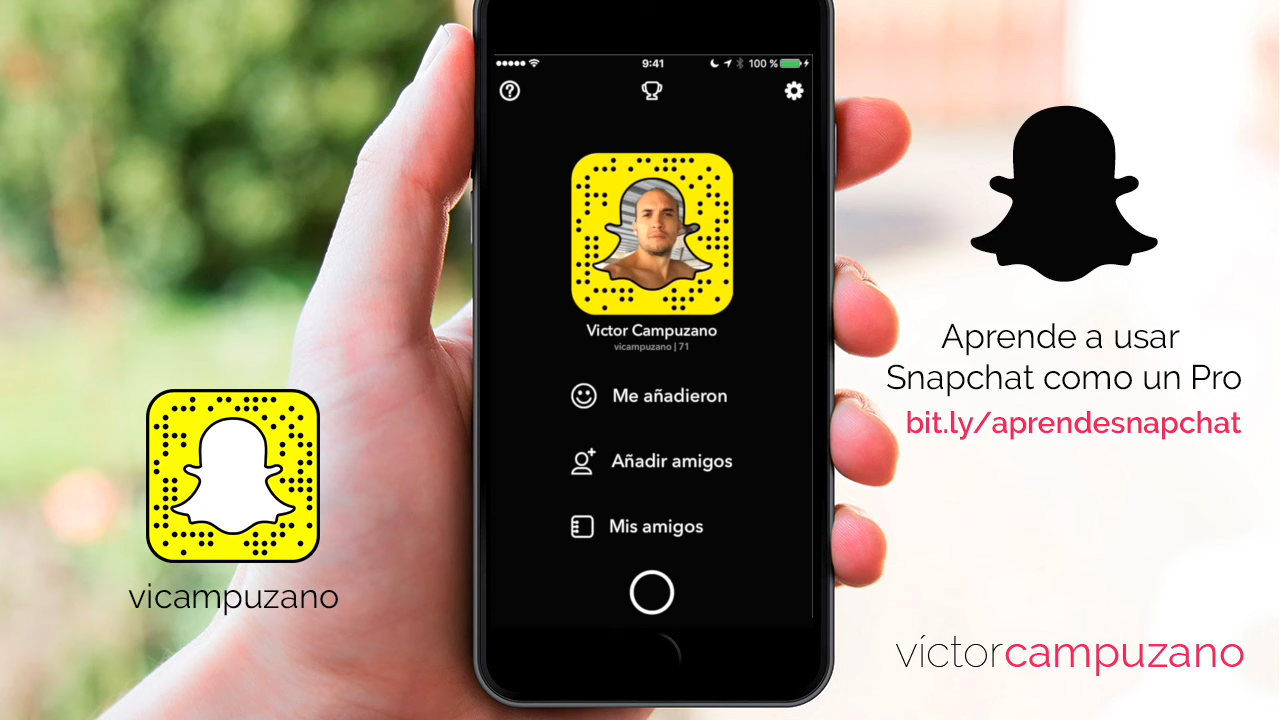 9:41
100 %
Victor Campuzano
vicampuzano | 71
Me añadieron
Añadir amigos
Mis amigos
vicampuzano
Aprende a usar
Snapchat como un Pro
bit.ly/aprendesnapchat
víctorcampuzano